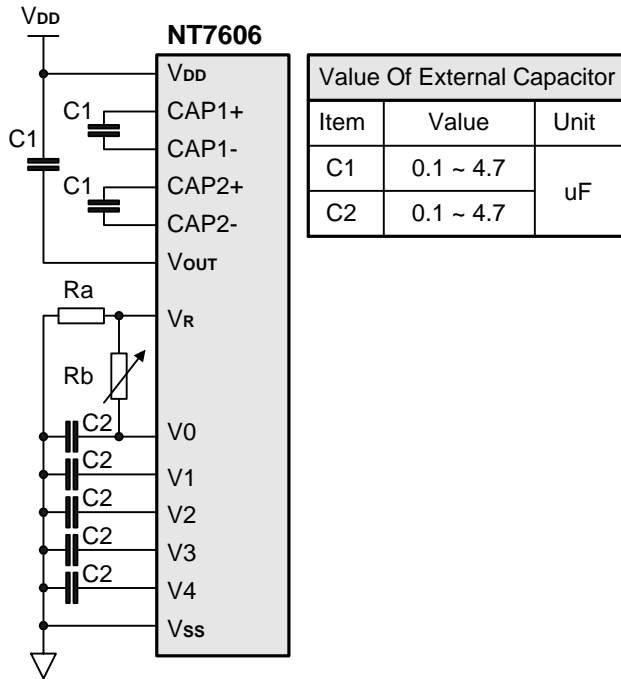 VDD
NT7606
VDD
CAP1+
CAP1-
CAP2+
CAP2-
VOUT
VR
V0
V1
V2
V3
V4
VSS
C1
C1
C1
Ra
Rb
C2
C2
C2
C2
C2
Value Of External Capacitor
Item Value Unit
C1 0.1 ~ 4.7 uF
C2 0.1 ~ 4.7